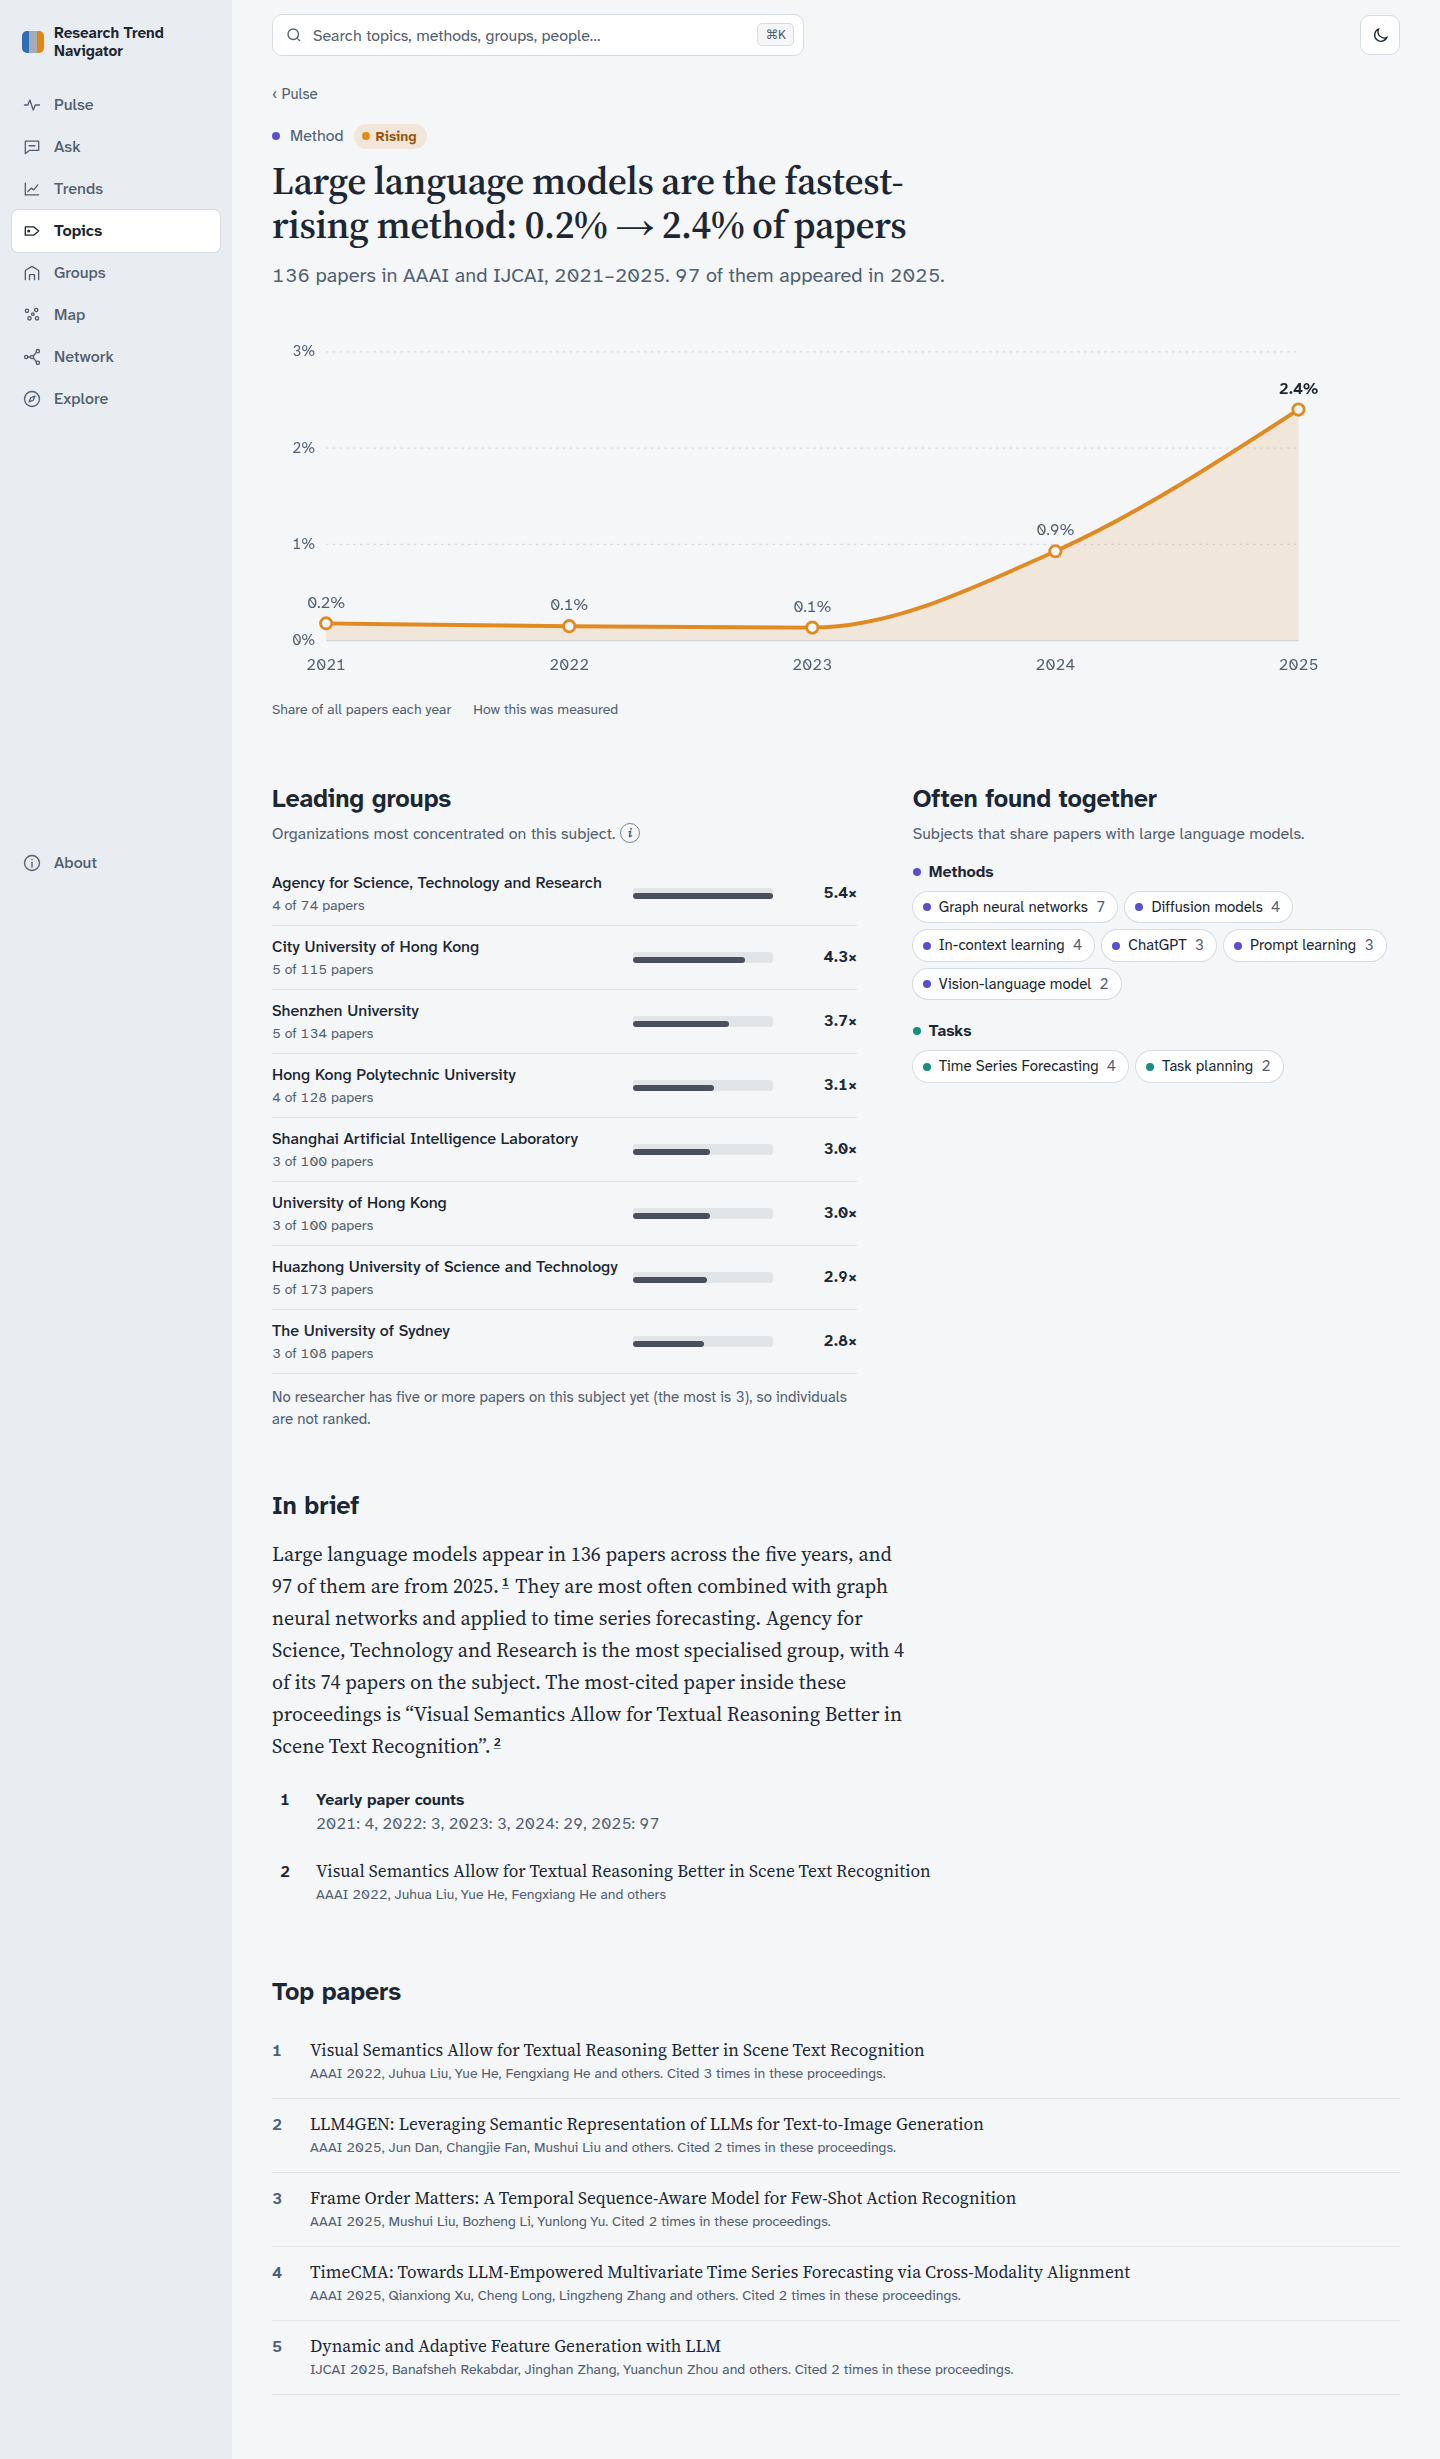 Research Trend
Navigator
Pulse
Ask
Trends
Topics
Groups
Map
Network
Explore
About
Search topics, methods, groups, people...
⌘K
‹ Pulse
Method
Rising
Large language models are the fastest-
rising method: 0.2% → 2.4% of papers
136 papers in AAAI and IJCAI, 2021–2025. 97 of them appeared in 2025.
3%
2%
1%
0%
0.2%
0.1%
0.1%
0.9%
2.4%
2021
2022
2023
2024
2025
Share of all papers each year
How this was measured
Leading groups
Organizations most concentrated on this subject. i
Agency for Science, Technology and Research
4 of 74 papers
5.4×
City University of Hong Kong
5 of 115 papers
4.3×
Shenzhen University
5 of 134 papers
3.7×
Hong Kong Polytechnic University
4 of 128 papers
3.1×
Shanghai Artificial Intelligence Laboratory
3 of 100 papers
3.0×
University of Hong Kong
3 of 100 papers
3.0×
Huazhong University of Science and Technology
5 of 173 papers
2.9×
The University of Sydney
3 of 108 papers
2.8×
No researcher has five or more papers on this subject yet (the most is 3), so individuals
are not ranked.
Often found together
Subjects that share papers with large language models.
Methods
Graph neural networks 7
Diffusion models 4
In-context learning 4
ChatGPT 3
Prompt learning 3
Vision-language model 2
Tasks
Time Series Forecasting 4
Task planning 2
In brief
Large language models appear in 136 papers across the five years, and
97 of them are from 2025. 1 They are most often combined with graph
neural networks and applied to time series forecasting. Agency for
Science, Technology and Research is the most specialised group, with 4
of its 74 papers on the subject. The most-cited paper inside these
proceedings is “Visual Semantics Allow for Textual Reasoning Better in
Scene Text Recognition”. 2
1
Yearly paper counts
2021: 4, 2022: 3, 2023: 3, 2024: 29, 2025: 97
2
Visual Semantics Allow for Textual Reasoning Better in Scene Text Recognition
AAAI 2022, Juhua Liu, Yue He, Fengxiang He and others
Top papers
1
Visual Semantics Allow for Textual Reasoning Better in Scene Text Recognition
AAAI 2022, Juhua Liu, Yue He, Fengxiang He and others. Cited 3 times in these proceedings.
2
LLM4GEN: Leveraging Semantic Representation of LLMs for Text-to-Image Generation
AAAI 2025, Jun Dan, Changjie Fan, Mushui Liu and others. Cited 2 times in these proceedings.
3
Frame Order Matters: A Temporal Sequence-Aware Model for Few-Shot Action Recognition
AAAI 2025, Mushui Liu, Bozheng Li, Yunlong Yu. Cited 2 times in these proceedings.
4
TimeCMA: Towards LLM-Empowered Multivariate Time Series Forecasting via Cross-Modality Alignment
AAAI 2025, Qianxiong Xu, Cheng Long, Lingzheng Zhang and others. Cited 2 times in these proceedings.
5
Dynamic and Adaptive Feature Generation with LLM
IJCAI 2025, Banafsheh Rekabdar, Jinghan Zhang, Yuanchun Zhou and others. Cited 2 times in these proceedings.